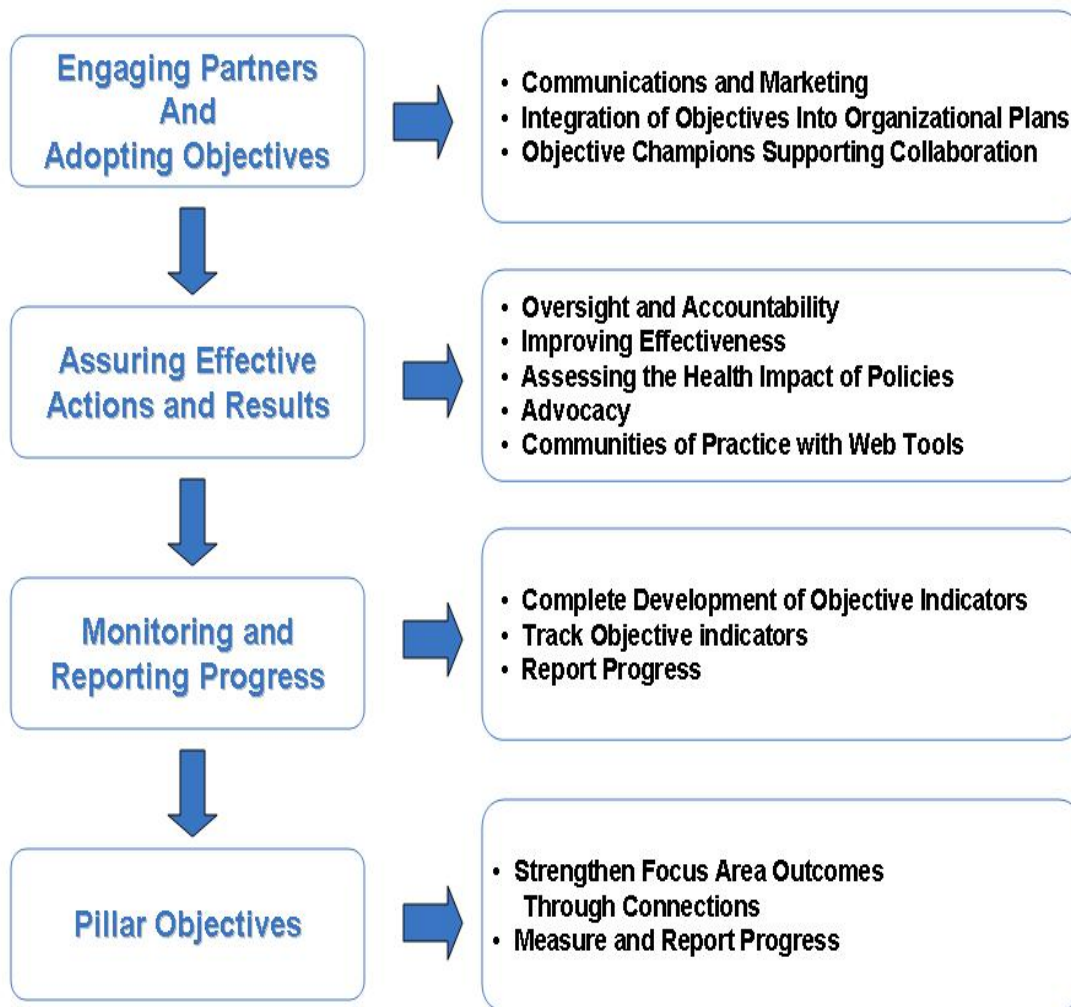 Engaging Partners
And
Adopting Objectives
• Communications and Marketing
• Integration of Objectives Into Organizational Plans
• Objective Champions Supporting Collaboration
Assuring Effective
Actions and Results
• Oversight and Accountability
• Improving Effectiveness
• Assessing the Health Impact of Policies
• Advocacy
• Communities of Practice with Web Tools
Monitoring and
Reporting Progress
• Complete Development of Objective Indicators
• Track Objective indicators
• Report Progress
Pillar Objectives
• Strengthen Focus Area Outcomes
Through Connections
• Measure and Report Progress